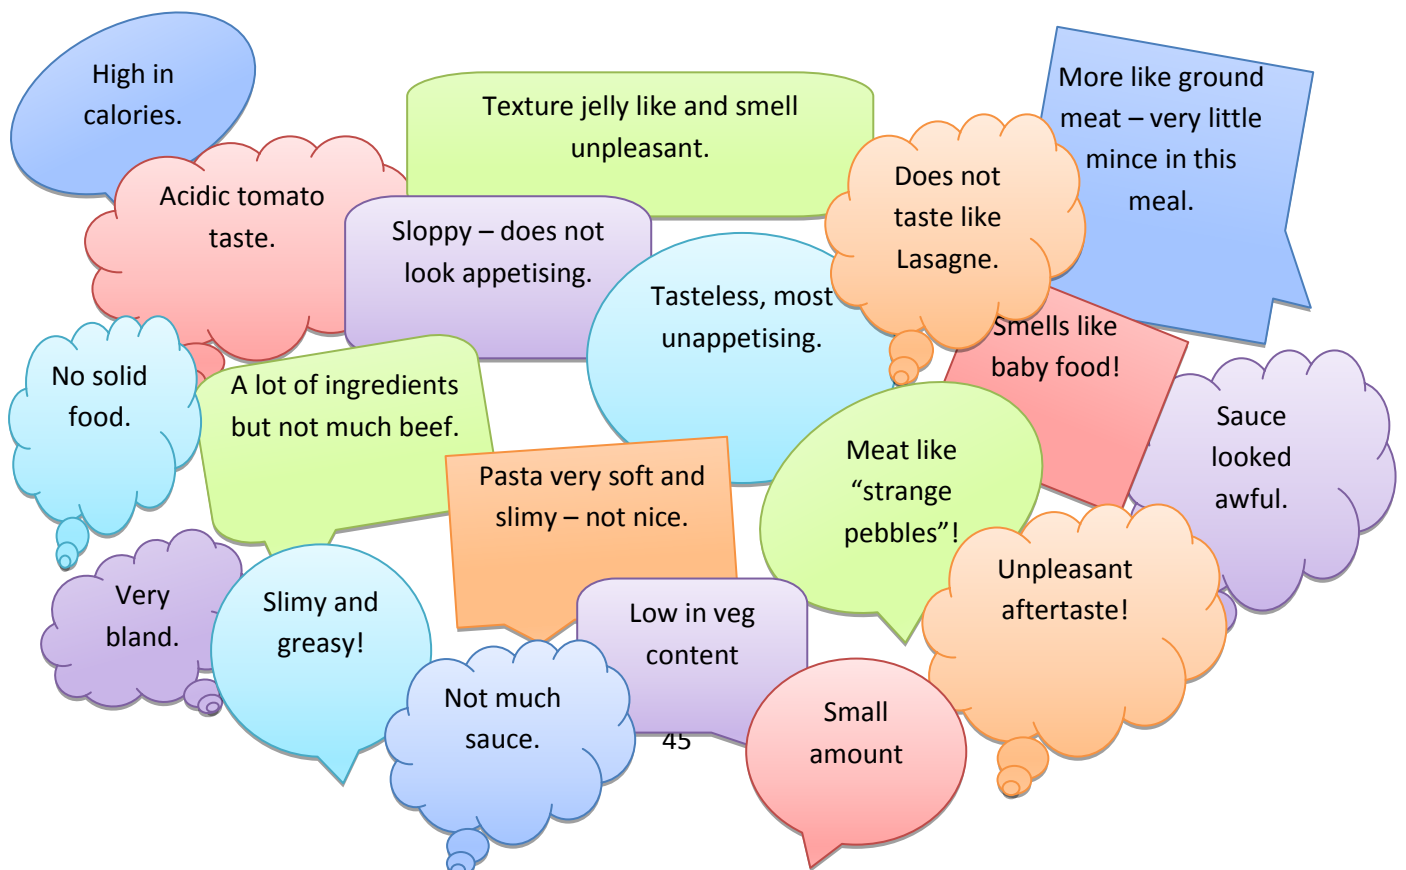 High in
calories.
Texture jelly like and smell
unpleasant.
More like ground
meat – very little
mince in this
meal.
Acidic tomato
taste.
Sloppy – does not
look appetising.
Does not
taste like
Lasagne.
Tasteless, most
unappetising.
Smells like
baby food!
No solid
food.
A lot of ingredients
but not much beef.
Sauce
looked
awful.
Pasta very soft and
slimy – not nice.
Meat like
“strange
pebbles”!
Very
bland.
Slimy and
greasy!
Low in veg
content
Unpleasant
aftertaste!
Not much
sauce.
Small
amount
45